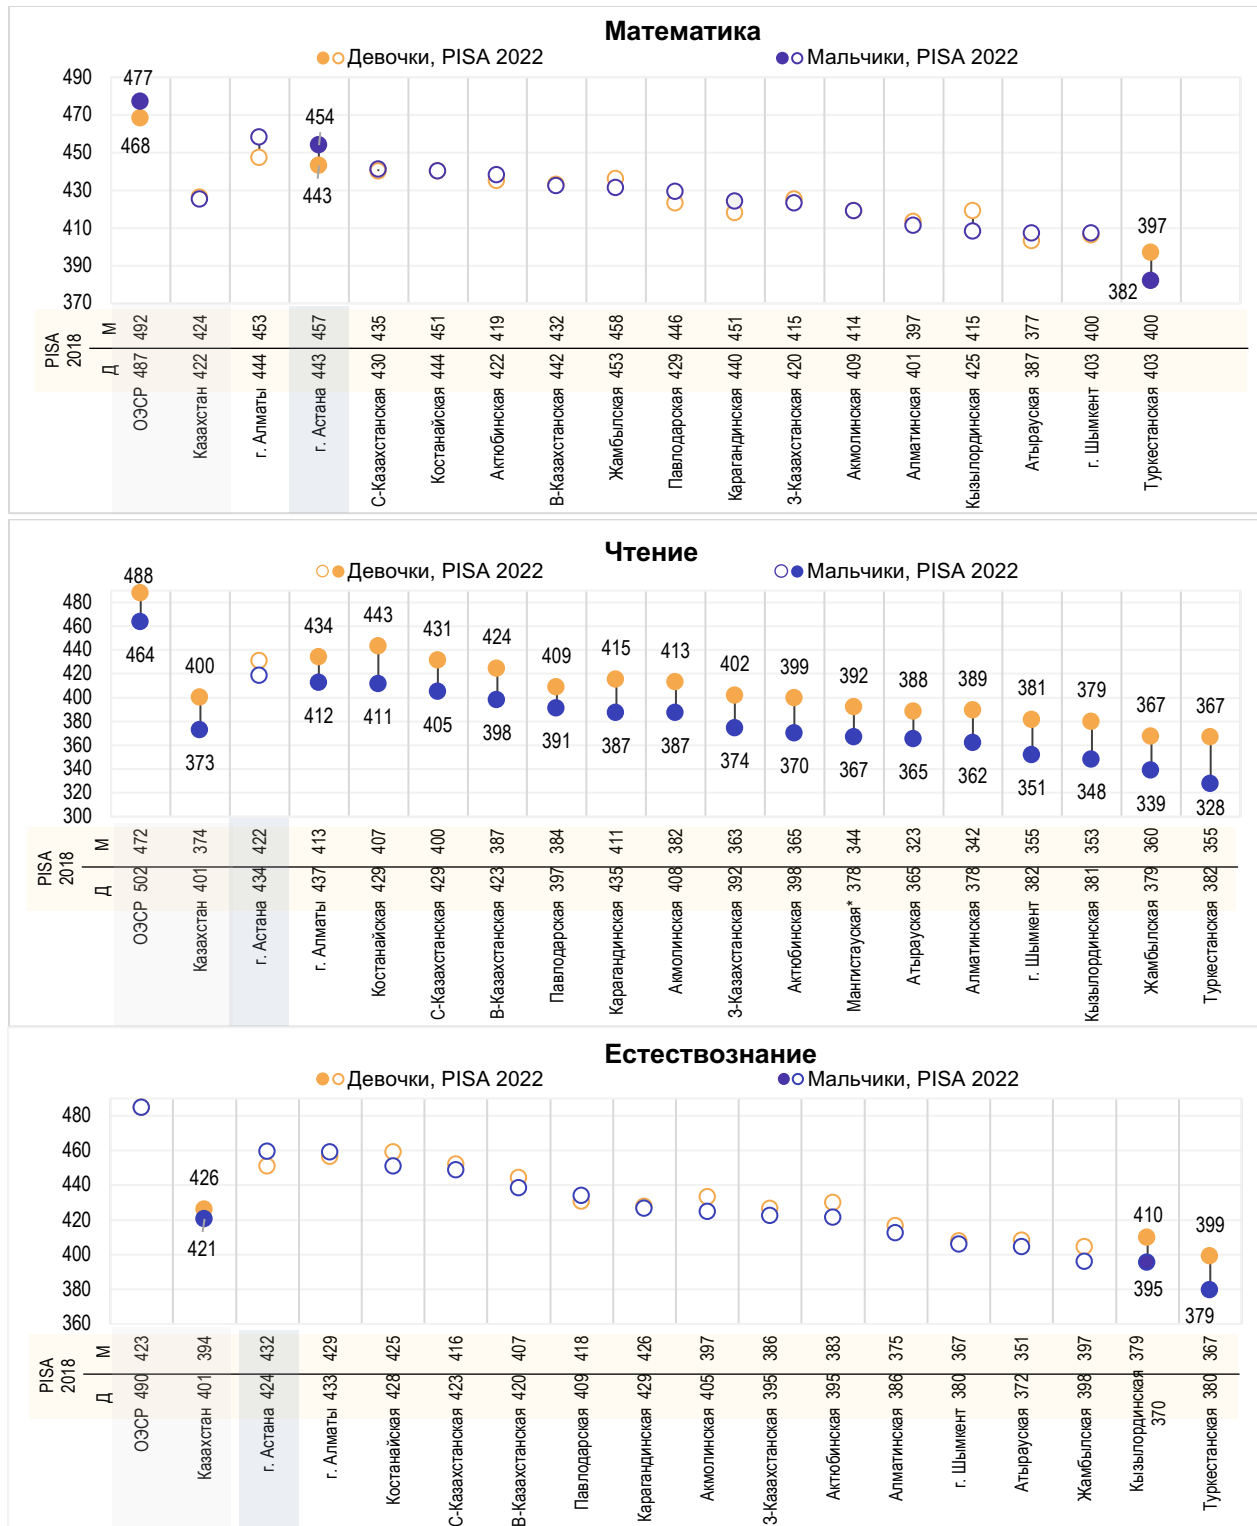 Математика
Девочки, PISA 2022
Мальчики, PISA 2022
490
470
450
430
410
390
370
477
468
454
443
397
382
PISA 2018
М 492 424 453 457 435 451 419 432 458 446 451 415 414 397 415 377 400 400
Д
ОЭСР 487
Казахстан 422
г. Алматы 444
г. Астана 443
С-Казахстанская 430
Костанайская 444
Актюбинская 422
В-Казахстанская 442
Жамбылская 453
Павлодарская 429
Карагандинская 440
З-Казахстанская 420
Акмолинская 409
Алматинская 401
Кызылординская 425
Атырауская 387
г. Шымкент 403
Туркестанская 403
Чтение
Девочки, PISA 2022
Мальчики, PISA 2022
480
460
440
420
400
380
360
340
320
300
488
464
400
373
434
412
443
411
431
405
424
398
409
391
415
387
413
387
402
374
399
370
392
367
388
365
389
362
381
351
379
348
367
339
367
328
PISA 2018
М 472 374 422 413 407 400 387 384 411 382 363 365 344 323 342 355 353 360 355
Д
ОЭСР 502
Казахстан 401
г. Астана 434
г. Алматы 437
Костанайская 429
С-Казахстанская 429
В-Казахстанская 423
Павлодарская 397
Карагандинская 435
Акмолинская 408
З-Казахстанская 392
Актюбинская 398
Мангистауская* 378
Атырауская 365
Алматинская 378
г. Шымкент 382
Кызылординская 381
Жамбылская 379
Туркестанская 382
Естествознание
Девочки, PISA 2022
Мальчики, PISA 2022
480
460
440
420
400
380
360
426
421
410
395
399
379
PISA 2018
М 423 394 432 429 425 416 407 418 426 397 386 383 375 367 351 397 379 367
Д
ОЭСР 490
Казахстан 401
г. Астана 424
г. Алматы 433
Костанайская 428
С-Казахстанская 423
В-Казахстанская 420
Павлодарская 409
Карагандинская 429
Акмолинская 405
З-Казахстанская 395
Актюбинская 395
Алматинская 386
г. Шымкент 380
Атырауская 372
Жамбылская 398
Кызылординская
370
Туркестанская 380